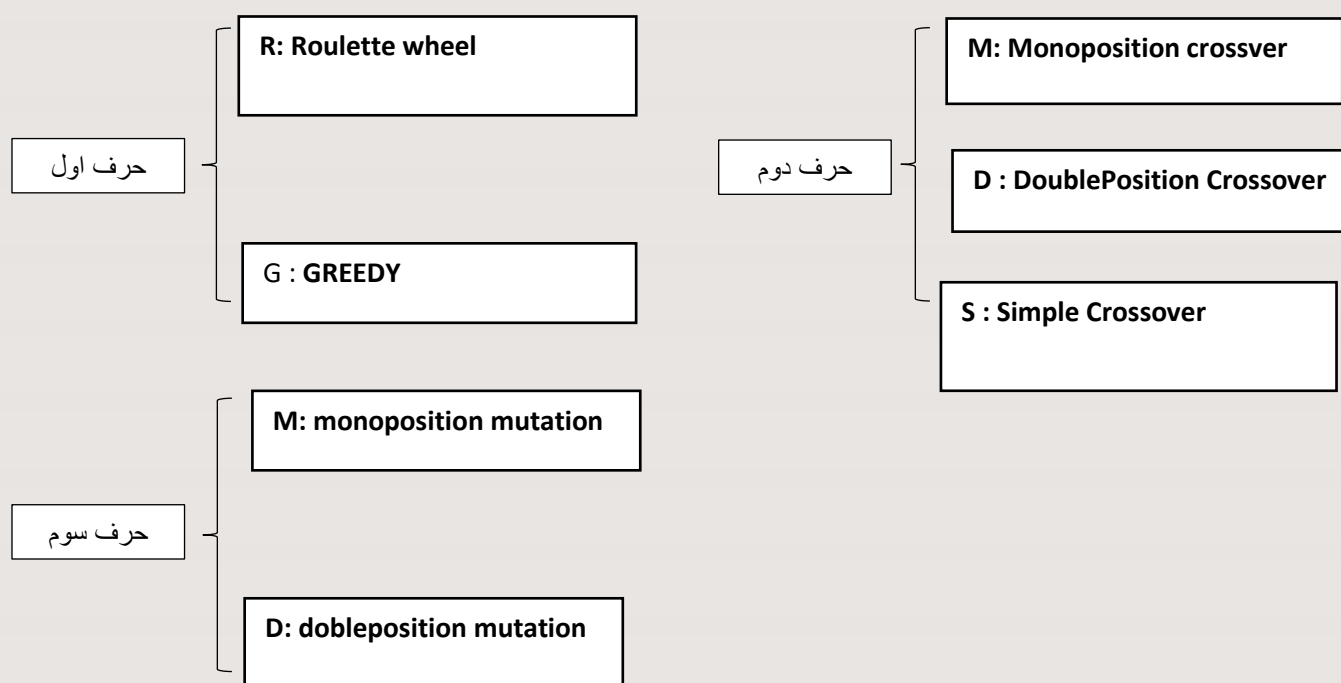 حرف اول
R: Roulette wheel
G : GREEDY
حرف دوم
M: Monoposition crossver
D : DoublePosition Crossover
S : Simple Crossover
حرف سوم
M: monoposition mutation
D: dobleposition mutation